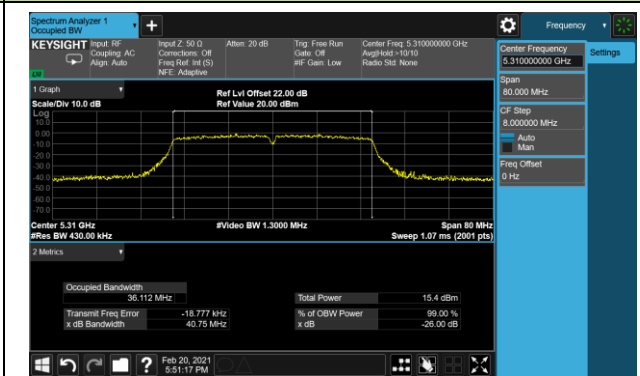 Spectrum Analyzer 1
Occupied BW
+
Frequency
KEYSIGHT
Input: RF
Coupling: AC
Align: Auto
Input Z: 50 Ω
Corrections: Off
Freq Ref: Int (S)
NFE: Adaptive
Atten: 20 dB
Trig: Free Run
Gate: Off
#IF Gain: Low
Center Freq: 5.310000000 GHz
Avg|Hold:>10/10
Radio Std: None
Center Frequency
5.310000000 GHz
Settings
Span
80.000 MHz
CF Step
8.000000 MHz
Auto
Man
Freq Offset
0 Hz
1 Graph
Scale/Div 10.0 dB
Ref Lvl Offset 22.00 dB
Ref Value 20.00 dBm
Log
10.0
0.00
-10.0
-20.0
-30.0
-40.0
-50.0
-60.0
-70.0
Center 5.31 GHz
#Video BW 1.3000 MHz
Span 80 MHz
#Res BW 430.00 kHz
Sweep 1.07 ms (2001 pts)
2 Metrics
Occupied Bandwidth
36.112 MHz
Total Power
15.4 dBm
Transmit Freq Error
-18.777 kHz
% of OBW Power
99.00 %
x dB Bandwidth
40.75 MHz
x dB
-26.00 dB
?
Feb 20, 2021
5:51:17 PM